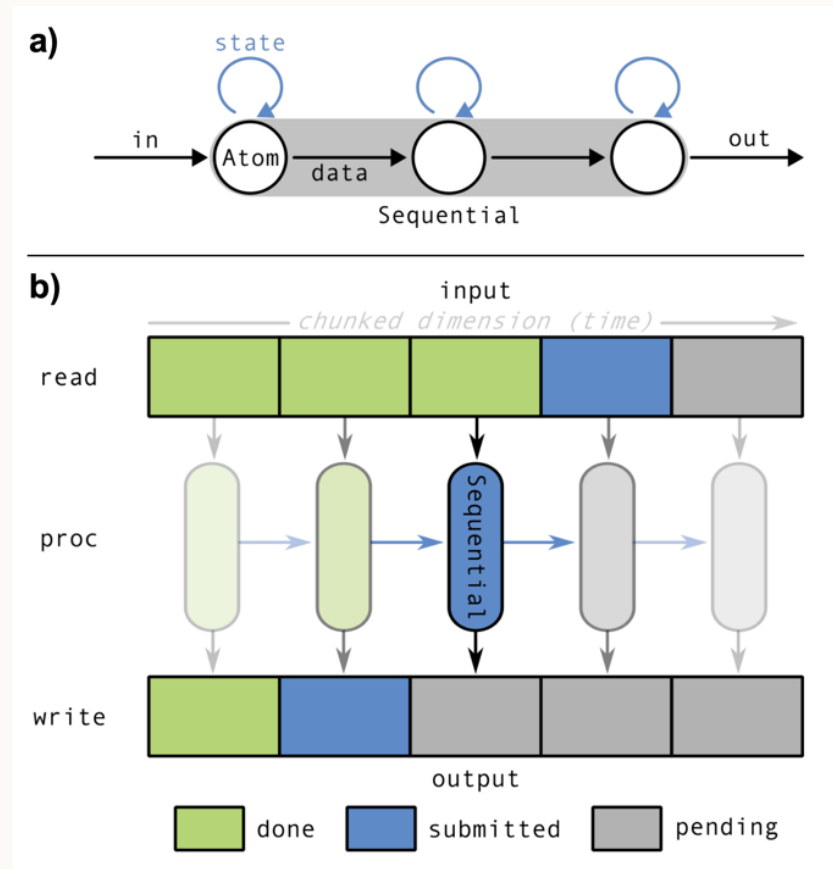 a)
state
in
Atom
data
out
Sequential
b)
input
chunked dimension (time)
read
Sequential
proc
write
output
done
submitted
pending